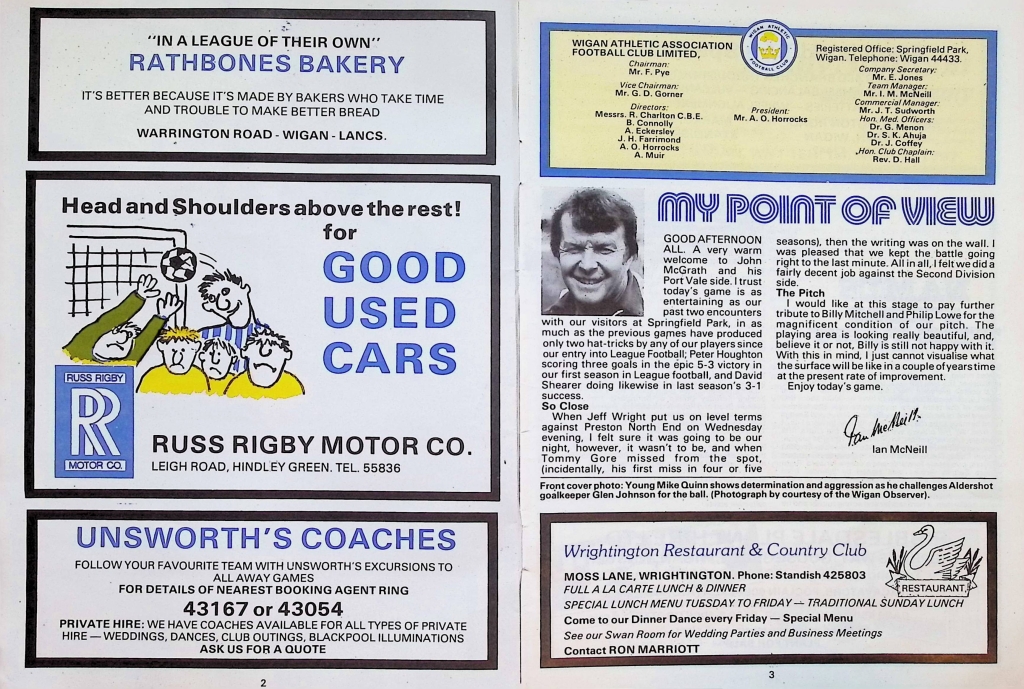 "IN A LEAGUE OF THEIR OWN"
RATHBONES BAKERY
IT'S BETTER BECAUSE IT'S MADE BY BAKERS WHO TAKE TIME
AND TROUBLE TO MAKE BETTER BREAD
WARRINGTON ROAD - WIGAN - LANCS.
Head and Shoulders above the rest!
for
GOOD
USED
CARS
RUSS RIGBY
RR
MOTOR CO.
RUSS RIGBY MOTOR CO.
LEIGH ROAD, HINDLEY GREEN. TEL. 55836
UNSWORTH'S COACHES
FOLLOW YOUR FAVOURITE TEAM WITH UNSWORTH'S EXCURSIONS TO
ALL AWAY GAMES
FOR DETAILS OF NEAREST BOOKING AGENT RING
43167 or 43054
PRIVATE HIRE: WE HAVE COACHES AVAILABLE FOR ALL TYPES OF PRIVATE
HIRE — WEDDINGS, DANCES, CLUB OUTINGS, BLACKPOOL ILLUMINATIONS
ASK US FOR A QUOTE
2
WIGAN ATHLETIC ASSOCIATION
FOOTBALL CLUB LIMITED,
Chairman:
Mr. F. Pye
Vice Chairman:
Mr. G. D. Gorner
Directors:
Messrs. R. Charlton C.B.E.
B. Connolly
A. Eckersley
J. H. Farrimond
A. O. Horrocks
A. Muir
WIGAN ATHLETIC
FOOTBALL CLUB
President:
Mr. A. O. Horrocks
Registered Office: Springfield Park,
Wigan. Telephone: Wigan 44433.
Company Secretary:
Mr. E. Jones
Team Manager:
Mr. I. M. McNeill
Commercial Manager:
Mr. J. T. Sudworth
Hon. Med. Officers:
Dr. G. Menon
Dr. S. K. Ahuja
Dr. J. Coffey
Hon. Club Chaplain:
Rev. D. Hall
MY POINT OF VIEW
GOOD AFTERNOON
ALL. A very warm
welcome to John
McGrath and his
Port Vale side. I trust
today's game is as
entertaining as our
past two encounters
with our visitors at Springfield Park, in as
much as the previous games have produced
only two hat-tricks by any of our players since
our entry into League Football; Peter Houghton
scoring three goals in the epic 5-3 victory in
our first season in League football, and David
Shearer doing likewise in last season's 3-1
success.
So Close
When Jeff Wright put us on level terms
against Preston North End on Wednesday
evening, I felt sure it was going to be our
night, however, it wasn't to be, and when
Tommy Gore missed from the spot,
(incidentally, his first miss in four or five
seasons), then the writing was on the wall. I
was pleased that we kept the battle going
right to the last minute. All in all, I felt we did a
fairly decent job against the Second Division
side.
The Pitch
I would like at this stage to pay further
tribute to Billy Mitchell and Philip Lowe for the
magnificent condition of our pitch. The
playing area is looking really beautiful, and,
believe it or not, Billy is still not happy with it.
With this in mind, I just cannot visualise what
the surface will be like in a couple of years time
at the present rate of improvement.
Enjoy today's game.
Ian McNeill
Ian McNeill
Front cover photo: Young Mike Quinn shows determination and aggression as he challenges Aldershot
goalkeeper Glen Johnson for the ball. (Photograph by courtesy of the Wigan Observer).
Wrightington Restaurant & Country Club
MOSS LANE, WRIGHTINGTON. Phone: Standish 425803
FULL A LA CARTE LUNCH & DINNER
SPECIAL LUNCH MENU TUESDAY TO FRIDAY — TRADITIONAL SUNDAY LUNCH
Come to our Dinner Dance every Friday — Special Menu
See our Swan Room for Wedding Parties and Business Meetings
Contact RON MARRIOTT
RESTAURANT
3